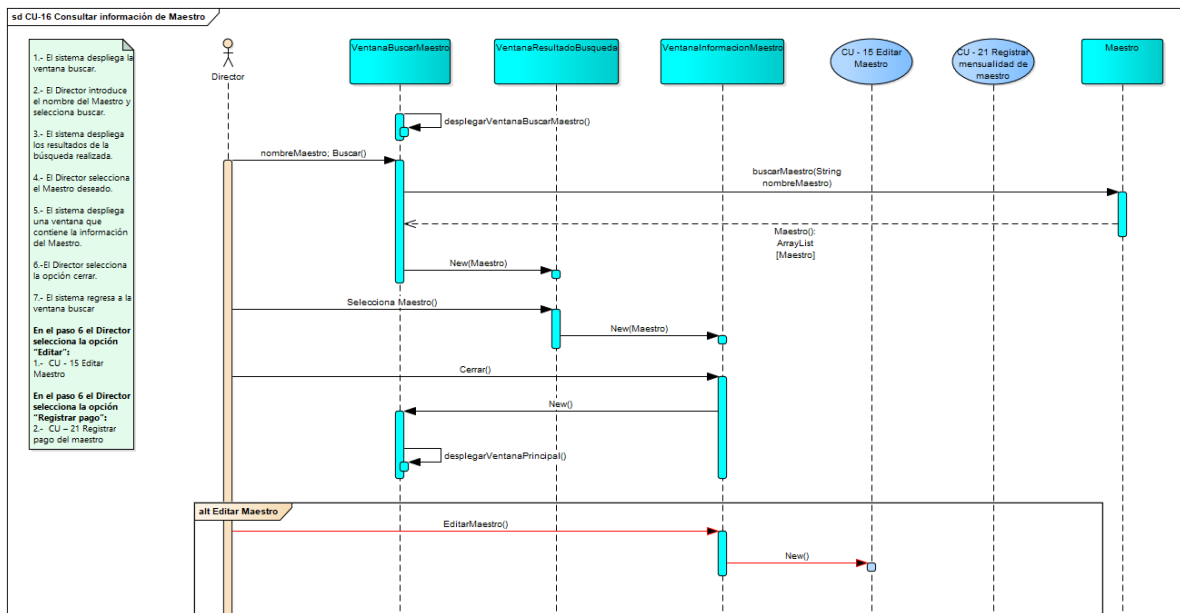 sd CU-16 Consultar información de Maestro
1.- El sistema despliega la
ventana buscar.
2.- El Director introduce
el nombre del Maestro y
selecciona buscar.
3.- El sistema despliega
los resultados de la
búsqueda realizada.
4.- El Director selecciona
el Maestro deseado.
5.- El sistema despliega
una ventana que
contiene la información
del Maestro.
6.-El Director selecciona
la opción cerrar.
7.- El sistema regresa a la
ventana buscar
En el paso 6 el Director
selecciona la opción
"Editar":
1.- CU - 15 Editar
Maestro
En el paso 6 el Director
selecciona la opción
"Registrar pago":
2.- CU – 21 Registrar
pago del maestro
Director
VentanaBuscarMaestro
VentanaResultadoBusqueda
VentanaInformacionMaestro
CU - 15 Editar
Maestro
CU - 21 Registrar
mensualidad de
maestro
Maestro
desplegarVentanaBuscarMaestro()
nombreMaestro; Buscar()
buscarMaestro(String
nombreMaestro)
Maestro():
ArrayList
[Maestro]
New(Maestro)
Selecciona Maestro()
New(Maestro)
Cerrar()
New()
desplegarVentanaPrincipal()
alt Editar Maestro
EditarMaestro()
New()